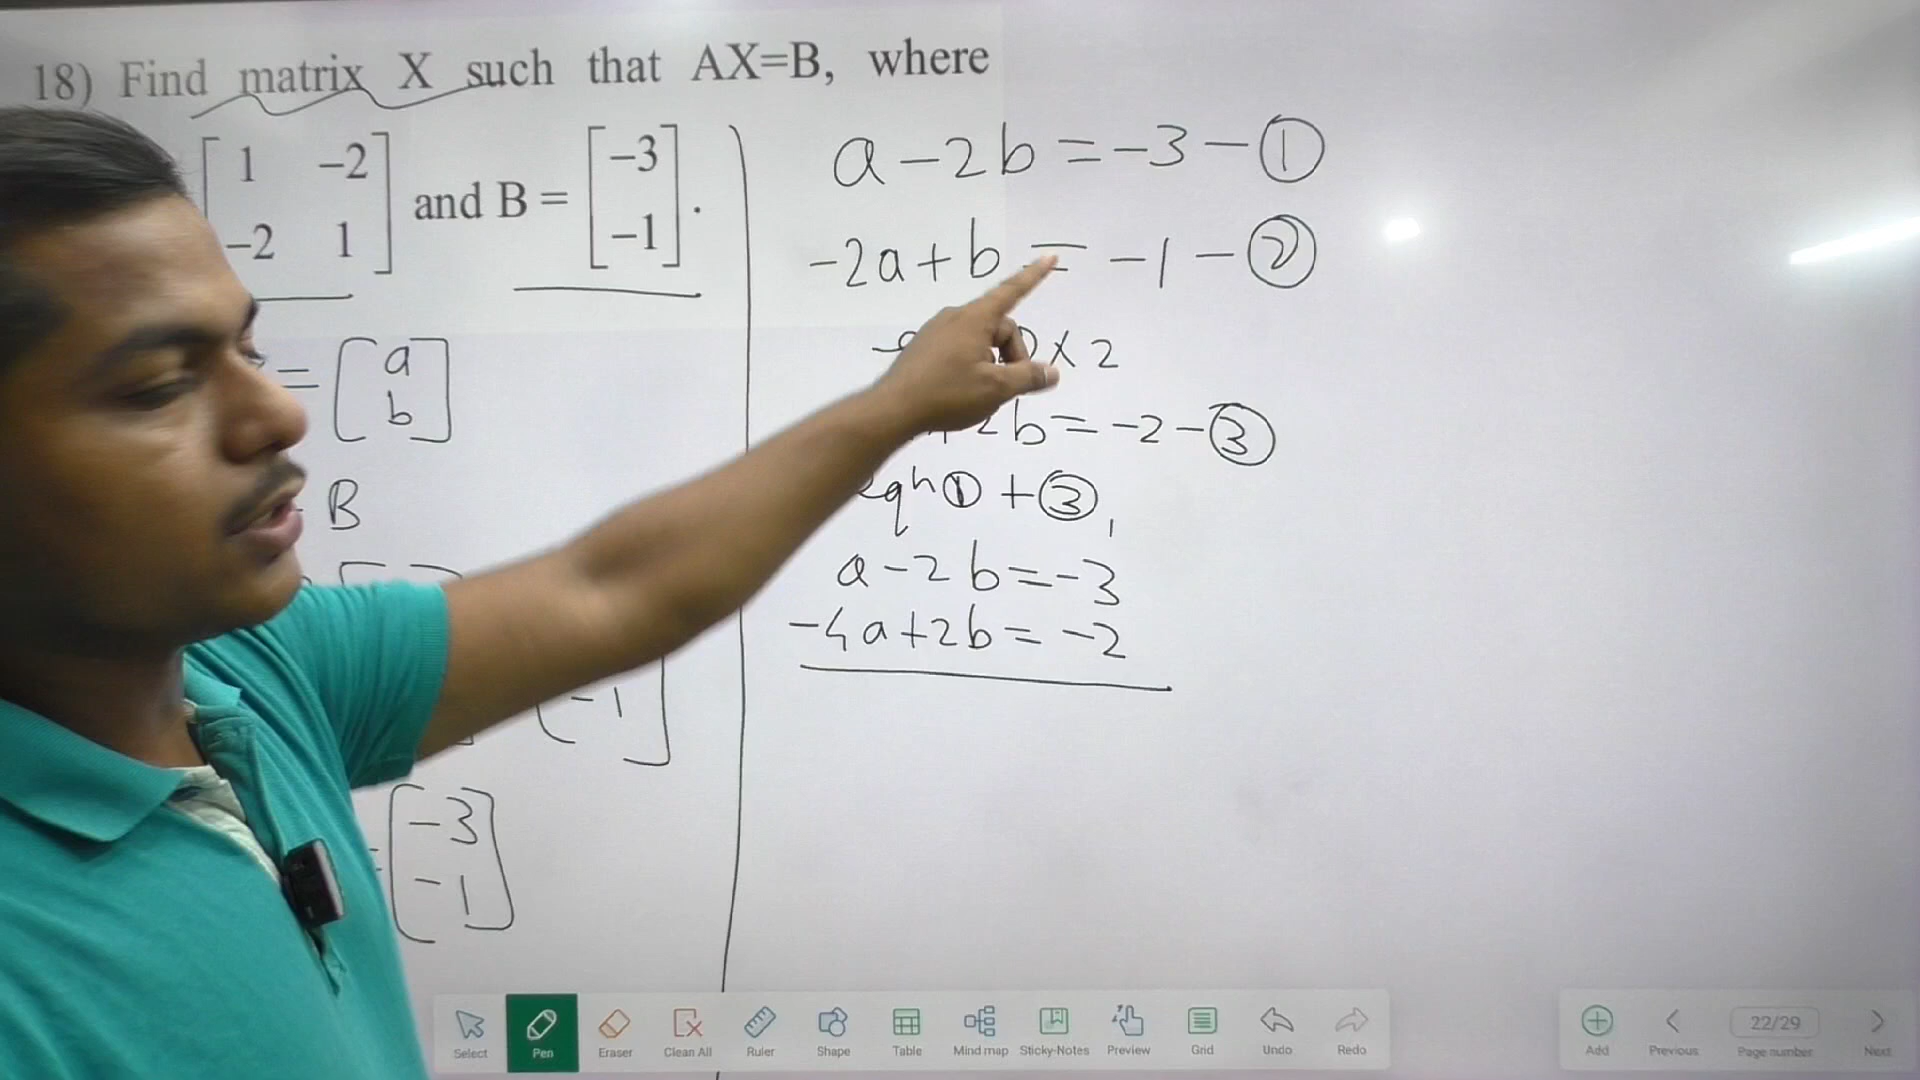 18) Find matrix X such that AX=B, where
[1 −2
−2 1] and B = [−3
−1].
= [a
b]
B
−1]
= [−3
−1]
a − 2b = −3 − ①
−2a + b = −1 − ②
× 2
2b = −2 − ③
eqn ① + ③,
a − 2b = −3
−4a + 2b = −2
Select Pen Eraser Clean All Ruler Shape Table Mind map Sticky-Notes Preview Grid Undo Redo
Add Previous 22/29 Page number Next